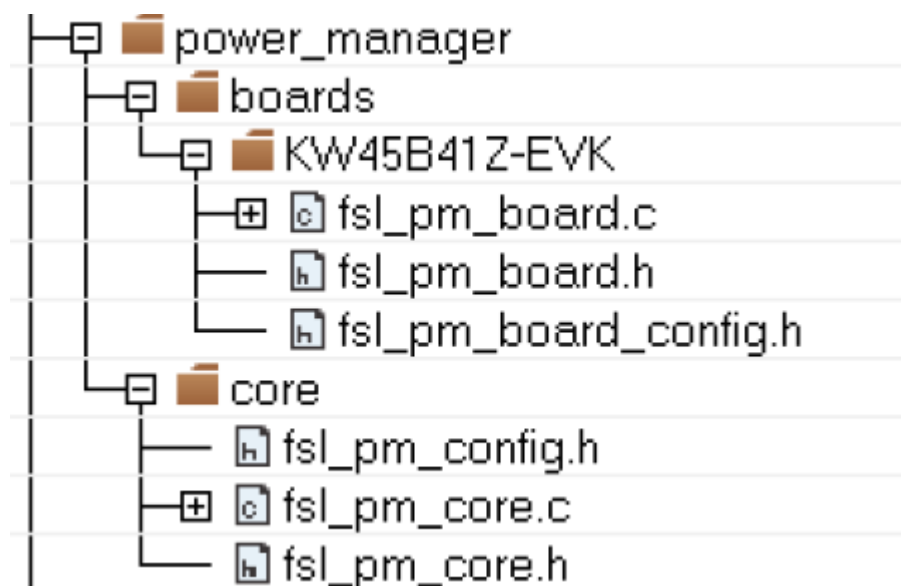 power_manager
boards
KW45B41Z-EVK
fsl_pm_board.c
fsl_pm_board.h
fsl_pm_board_config.h
core
fsl_pm_config.h
fsl_pm_core.c
fsl_pm_core.h